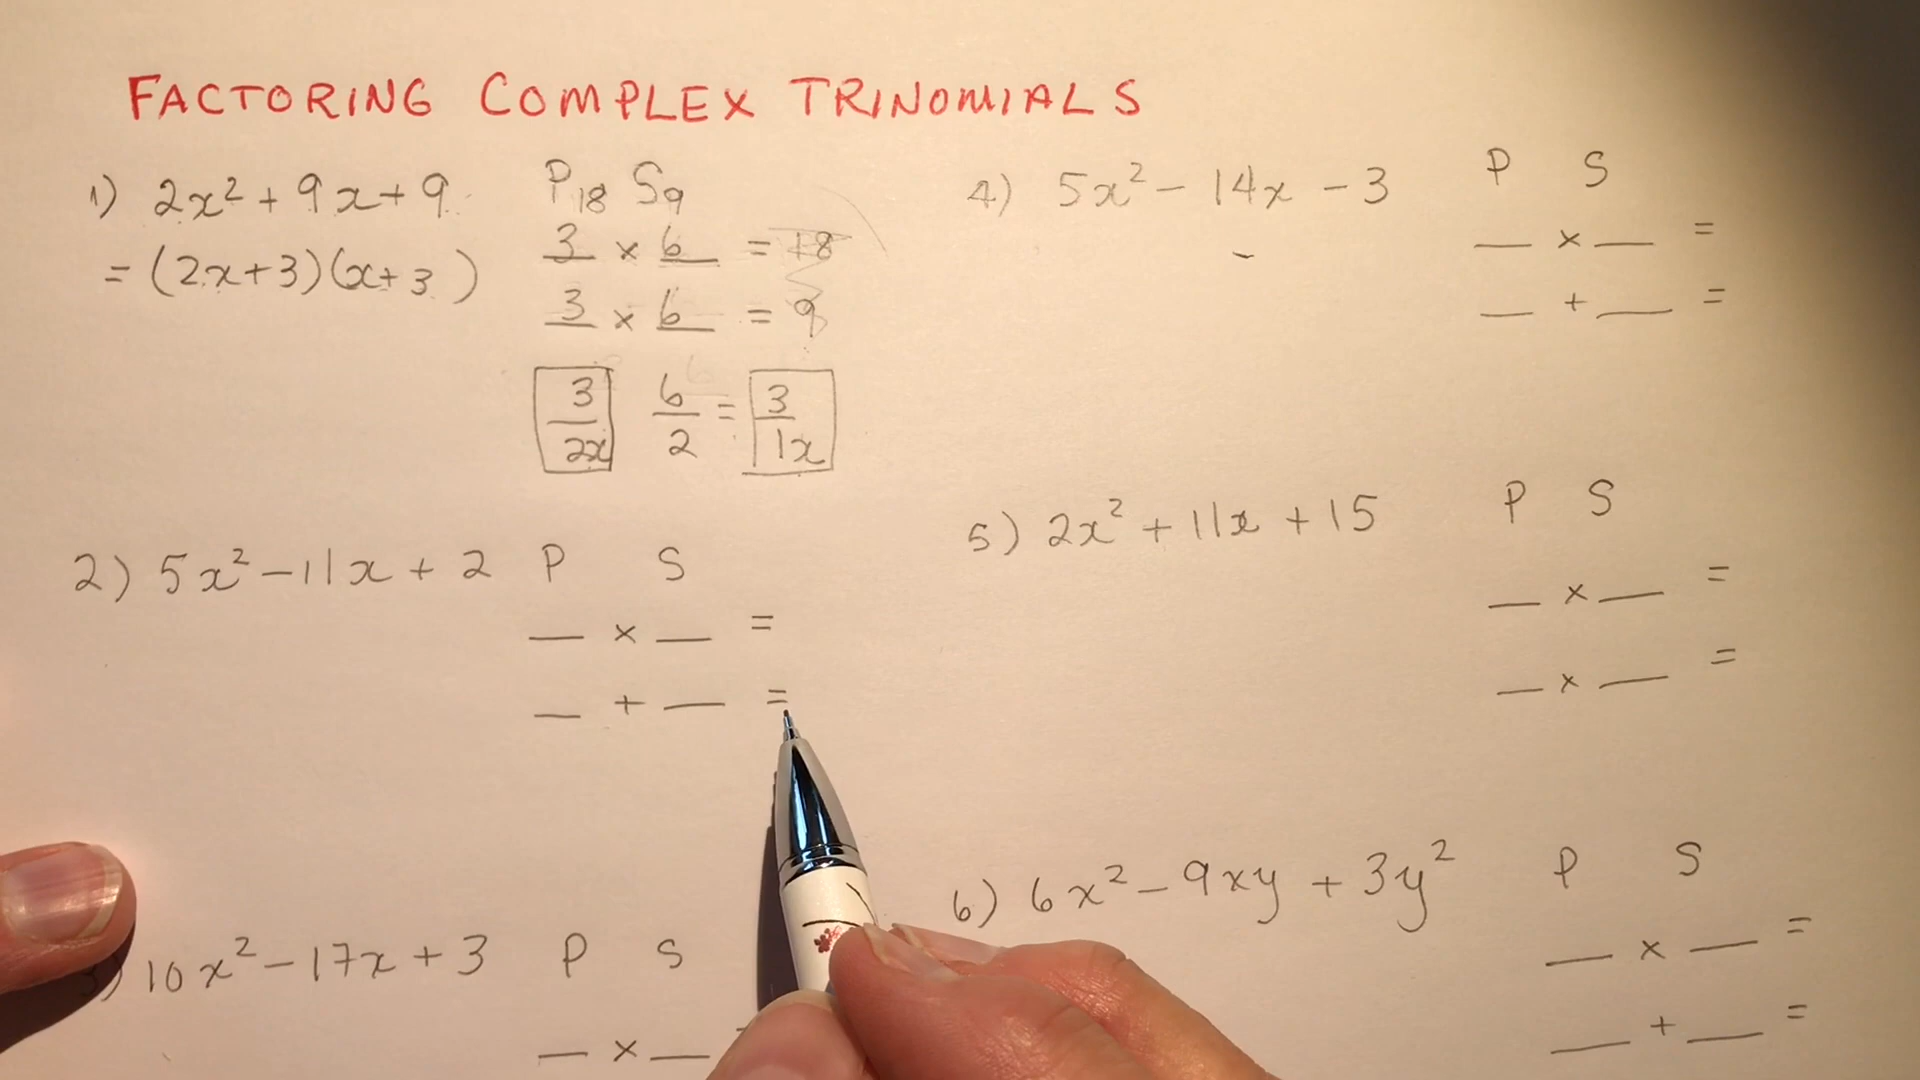 FACTORING COMPLEX TRINOMIALS
1) 2x² + 9x + 9 P18 S9
= (2x+3)(x+3)
3 × 6 = 18
3 × 6 = 9
3/2x 6/2 = 3/1x
2) 5x² - 11x + 2 P S
__ × __ =
__ + __ =
3) 10x² - 17x + 3 P S
__ × __
4) 5x² - 14x - 3 P S
__ × __ =
__ + __ =
5) 2x² + 11x + 15 P S
__ × __ =
__ × __ =
6) 6x² - 9xy + 3y² P S
__ × __ =
__ + __ =